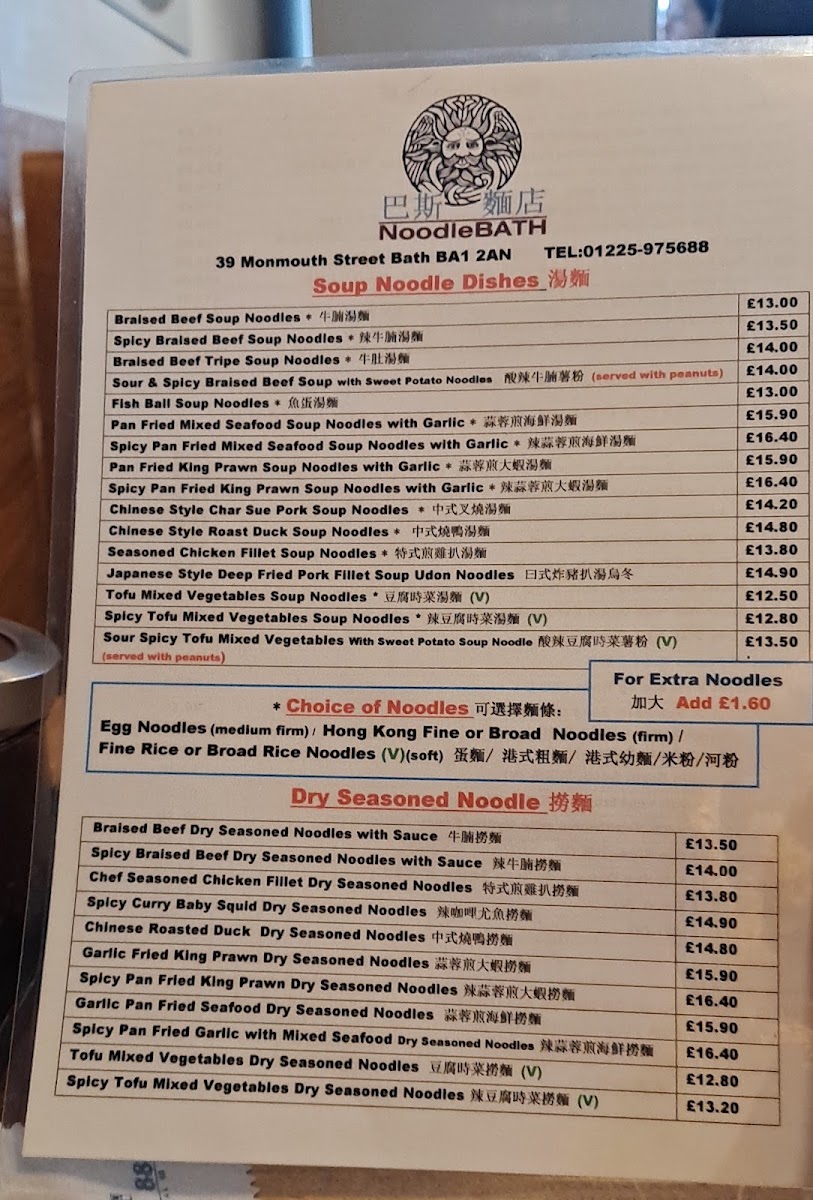 巴斯 麵店
NoodleBATH
39 Monmouth Street Bath BA1 2AN TEL:01225-975688
Soup Noodle Dishes 湯麵
Braised Beef Soup Noodles * 牛腩湯麵 £13.00
Spicy Braised Beef Soup Noodles * 辣牛腩湯麵 £13.50
Braised Beef Tripe Soup Noodles * 牛肚湯麵 £14.00
Sour & Spicy Braised Beef Soup with Sweet Potato Noodles 酸辣牛腩薯粉 (served with peanuts) £14.00
Fish Ball Soup Noodles * 魚蛋湯麵 £13.00
Pan Fried Mixed Seafood Soup Noodles with Garlic * 蒜蓉煎海鮮湯麵 £15.90
Spicy Pan Fried Mixed Seafood Soup Noodles with Garlic * 辣蒜蓉煎海鮮湯麵 £16.40
Pan Fried King Prawn Soup Noodles with Garlic * 蒜蓉煎大蝦湯麵 £15.90
Spicy Pan Fried King Prawn Soup Noodles with Garlic * 辣蒜蓉煎大蝦湯麵 £16.40
Chinese Style Char Sue Pork Soup Noodles * 中式叉燒湯麵 £14.20
Chinese Style Roast Duck Soup Noodles * 中式燒鴨湯麵 £14.80
Seasoned Chicken Fillet Soup Noodles * 特式煎雞扒湯麵 £13.80
Japanese Style Deep Fried Pork Fillet Soup Udon Noodles 日式炸豬扒湯烏冬 £14.90
Tofu Mixed Vegetables Soup Noodles * 豆腐時菜湯麵 (V) £12.50
Spicy Tofu Mixed Vegetables Soup Noodles * 辣豆腐時菜湯麵 (V) £12.80
Sour Spicy Tofu Mixed Vegetables With Sweet Potato Soup Noodle 酸辣豆腐時菜薯粉 (V) £13.50
(served with peanuts)
For Extra Noodles
加大 Add £1.60
* Choice of Noodles 可選擇麵條:
Egg Noodles (medium firm) / Hong Kong Fine or Broad Noodles (firm) /
Fine Rice or Broad Rice Noodles (V)(soft) 蛋麵/ 港式粗麵/ 港式幼麵/米粉/河粉
Dry Seasoned Noodle 撈麵
Braised Beef Dry Seasoned Noodles with Sauce 牛腩撈麵 £13.50
Spicy Braised Beef Dry Seasoned Noodles with Sauce 辣牛腩撈麵 £14.00
Chef Seasoned Chicken Fillet Dry Seasoned Noodles 特式煎雞扒撈麵 £13.80
Spicy Curry Baby Squid Dry Seasoned Noodles 辣咖哩尤魚撈麵 £14.90
Chinese Roasted Duck Dry Seasoned Noodles 中式燒鴨撈麵 £14.80
Garlic Fried King Prawn Dry Seasoned Noodles 蒜蓉煎大蝦撈麵 £15.90
Spicy Pan Fried King Prawn Dry Seasoned Noodles 辣蒜蓉煎大蝦撈麵 £16.40
Garlic Pan Fried Seafood Dry Seasoned Noodles 蒜蓉煎海鮮撈麵 £15.90
Spicy Pan Fried Garlic with Mixed Seafood Dry Seasoned Noodles 辣蒜蓉煎海鮮撈麵 £16.40
Tofu Mixed Vegetables Dry Seasoned Noodles 豆腐時菜撈麵 (V) £12.80
Spicy Tofu Mixed Vegetables Dry Seasoned Noodles 辣豆腐時菜撈麵 (V) £13.20
88